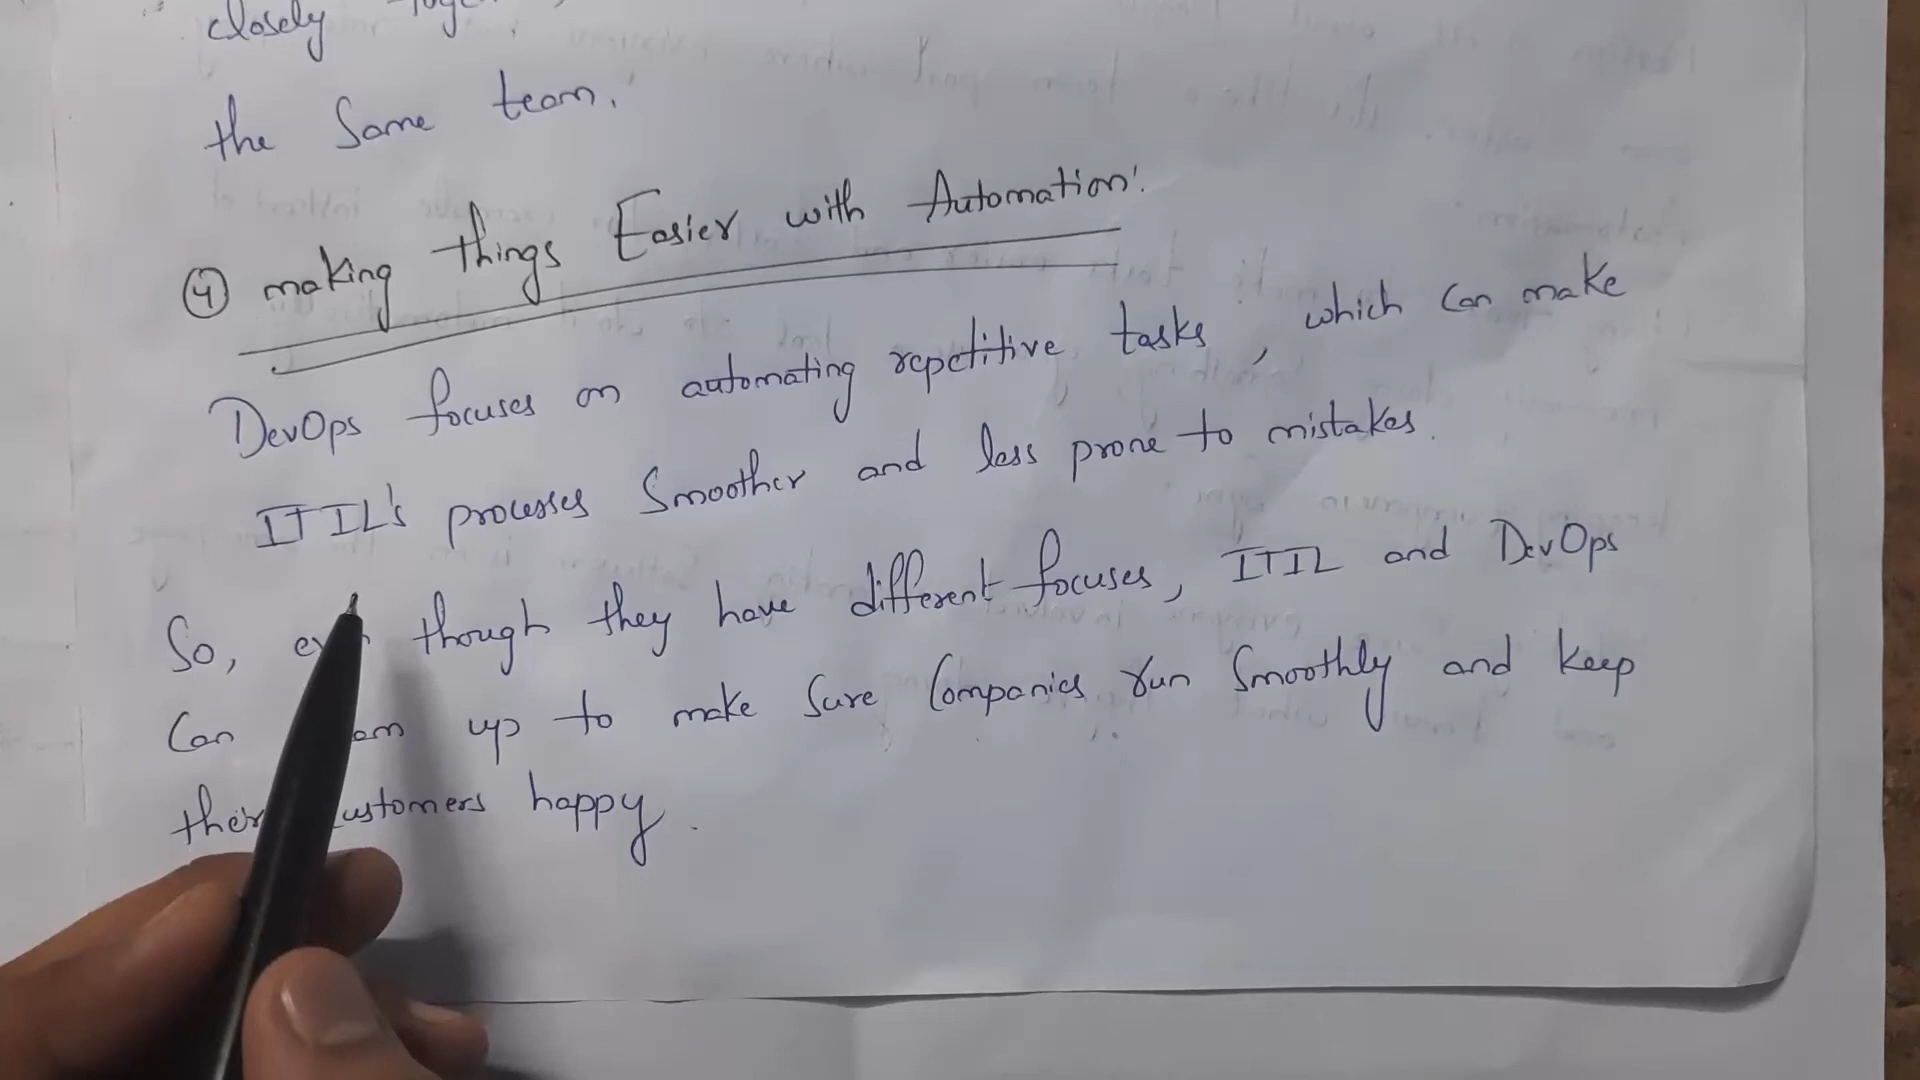 closely
the Same team.
④ making things Easier with Automation:
DevOps focuses on automating repetitive tasks, which can make
ITIL's processes Smoother and less prone to mistakes.
So, though they have different focuses, ITIL and DevOps
Can up to make Sure Companies run Smoothly and keep
happy.